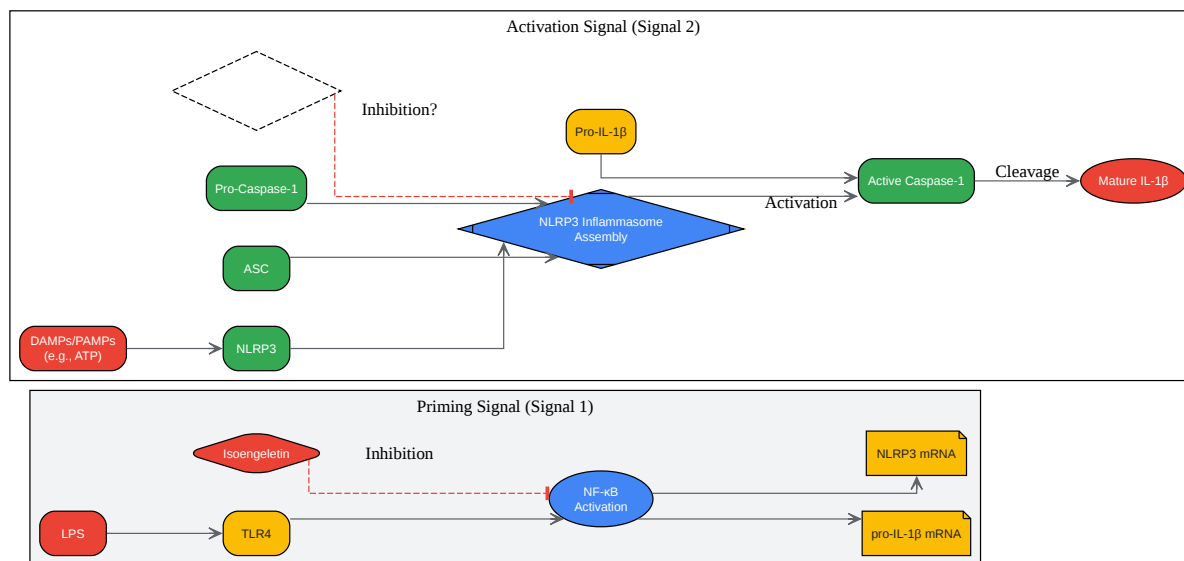 Activation Signal (Signal 2)
Inhibition?
Pro-IL-1β
Pro-Caspase-1
Active Caspase-1
Cleavage
Mature IL-1β
Activation
NLRP3 Inflammasome
Assembly
ASC
DAMPs/PAMPs
(e.g., ATP)
NLRP3
Priming Signal (Signal 1)
Isoengeletin
Inhibition
NLRP3 mRNA
NF-κB
Activation
LPS
TLR4
pro-IL-1β mRNA